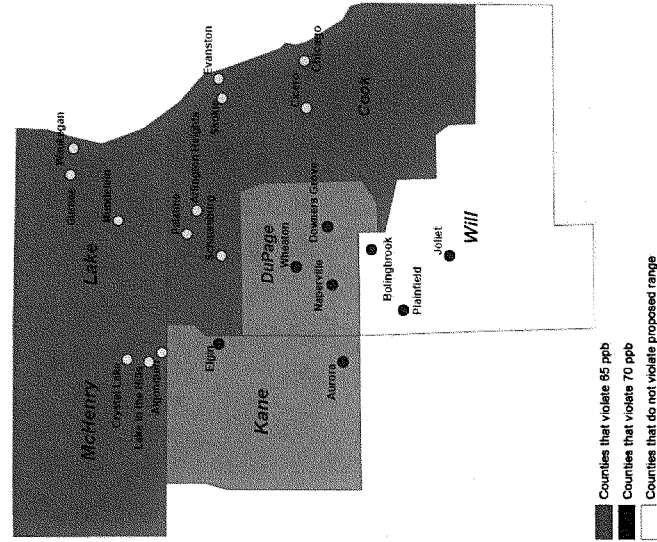 McHenry
Lake
Waukegan
Gurnee
Mundelein
Crystal Lake
Lake in the Hills
Algonquin
Palatine
Arlington Heights
Schaumburg
Evanston
Skokie
Elgin
Kane
DuPage
Wheaton
Downers Grove
Naperville
Aurora
Cicero
Chicago
Cook
Bolingbrook
Plainfield
Joliet
Will
Counties that violate 65 ppb
Counties that violate 70 ppb
Counties that do not violate proposed range